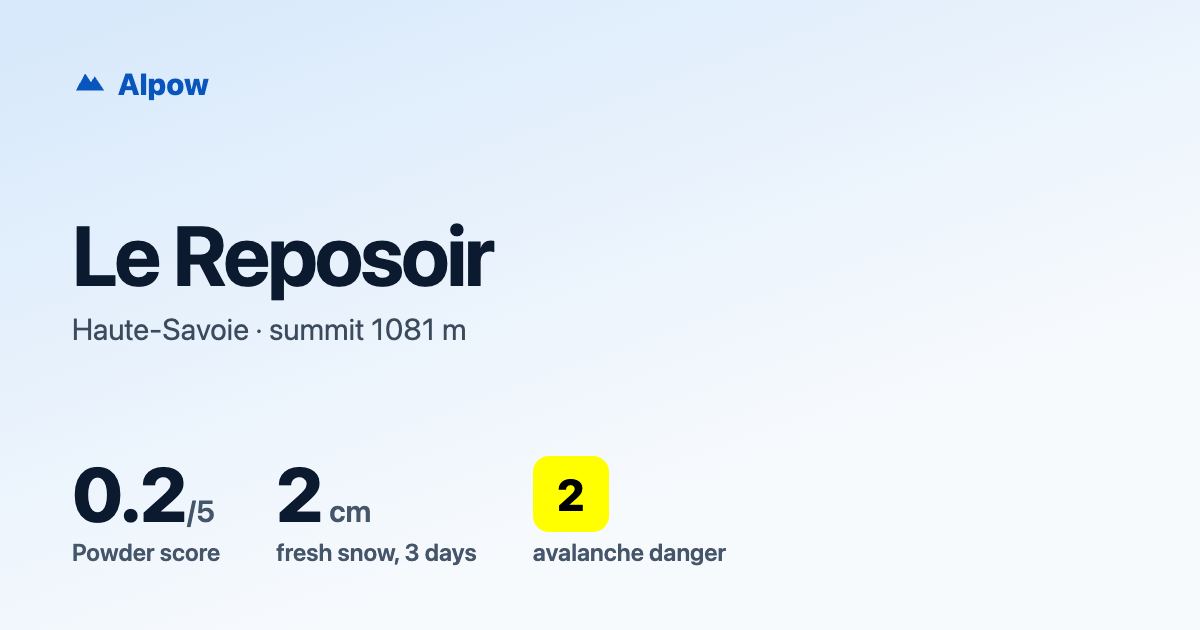 Alpow
Le Reposoir
Haute-Savoie · summit 1081 m
0.2/5
Powder score
2 cm
fresh snow, 3 days
2
avalanche danger